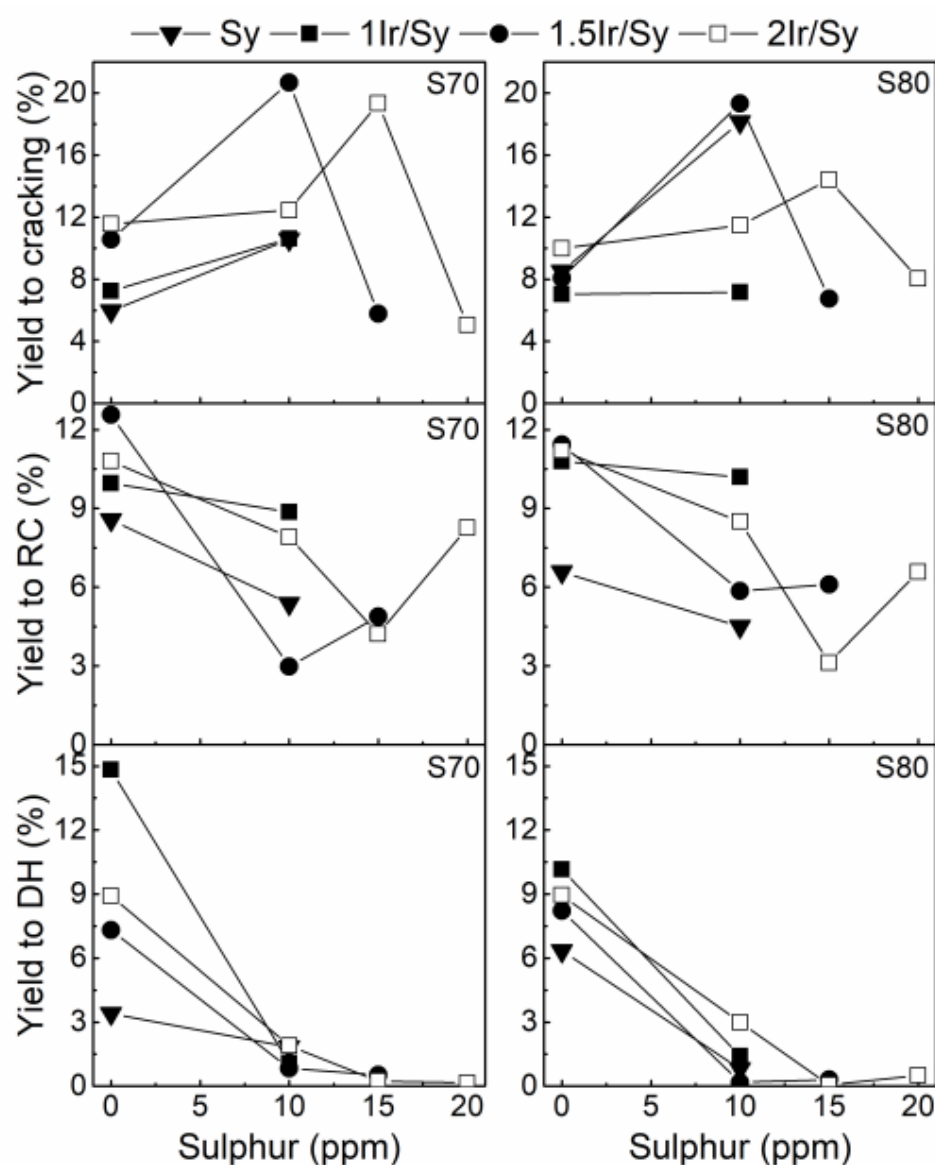 Sy 1Ir/Sy 1.5Ir/Sy 2Ir/Sy
S70
Yield to cracking (%)
20
16
12
8
4
0
S80
20
16
12
8
4
0
S70
Yield to RC (%)
12
9
6
3
0
S80
12
9
6
3
0
S70
Yield to DH (%)
15
12
9
6
3
0
0 5 10 15 20
Sulphur (ppm)
S80
15
12
9
6
3
0
0 5 10 15 20
Sulphur (ppm)